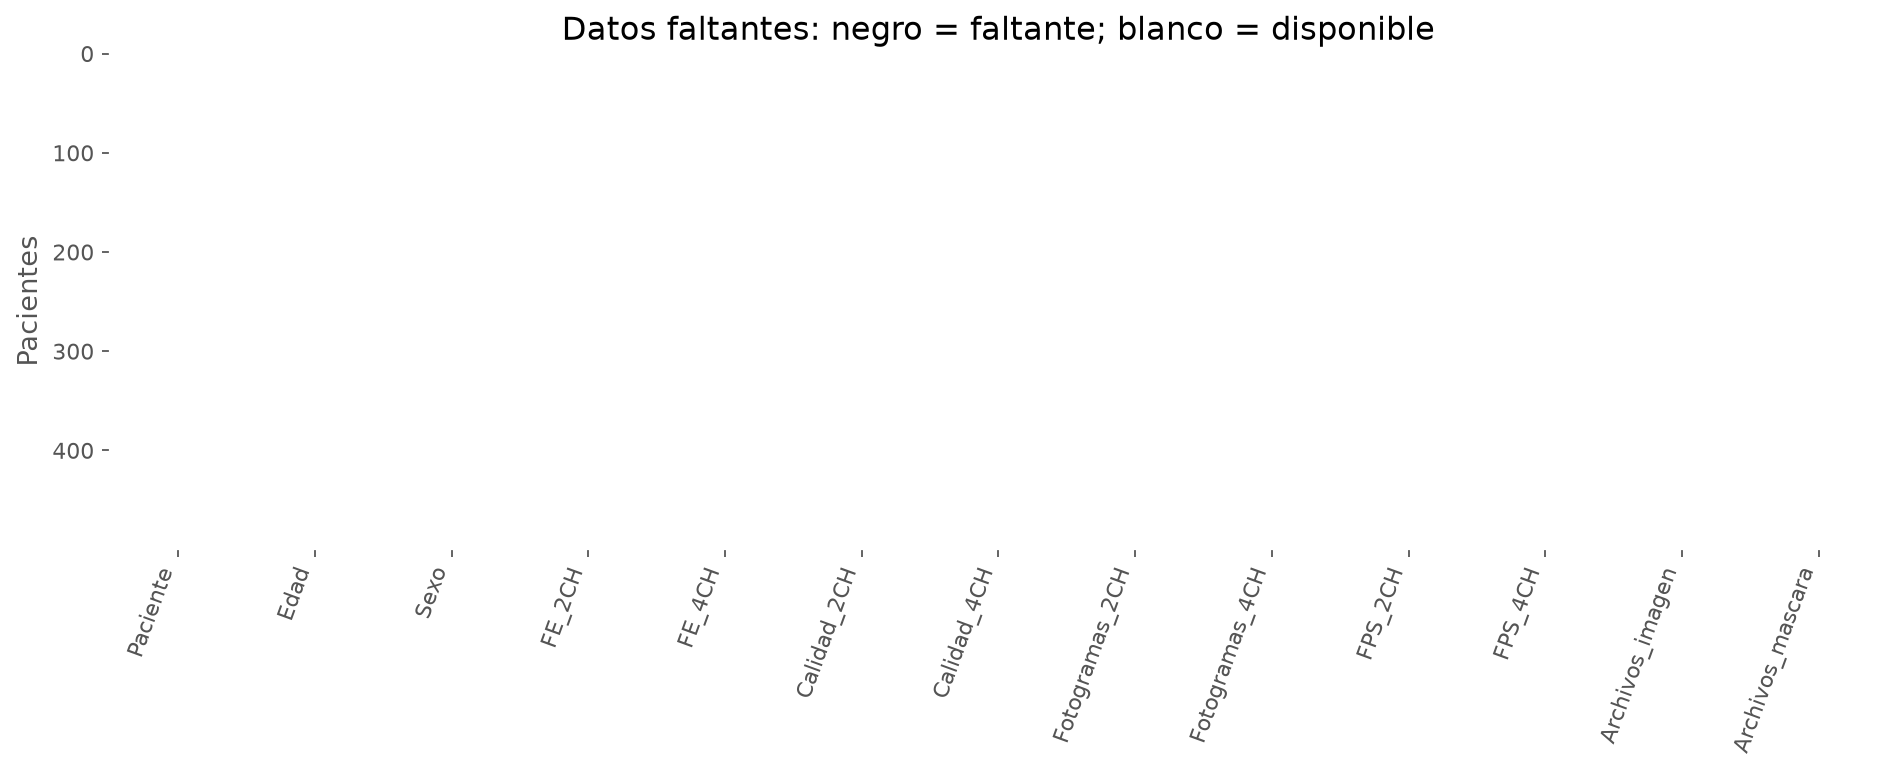 Datos faltantes: negro = faltante; blanco = disponible
Pacientes
0
100
200
300
400
Paciente
Edad
Sexo
FE_2CH
FE_4CH
Calidad_2CH
Calidad_4CH
Fotogramas_2CH
Fotogramas_4CH
FPS_2CH
FPS_4CH
Archivos_imagen
Archivos_mascara